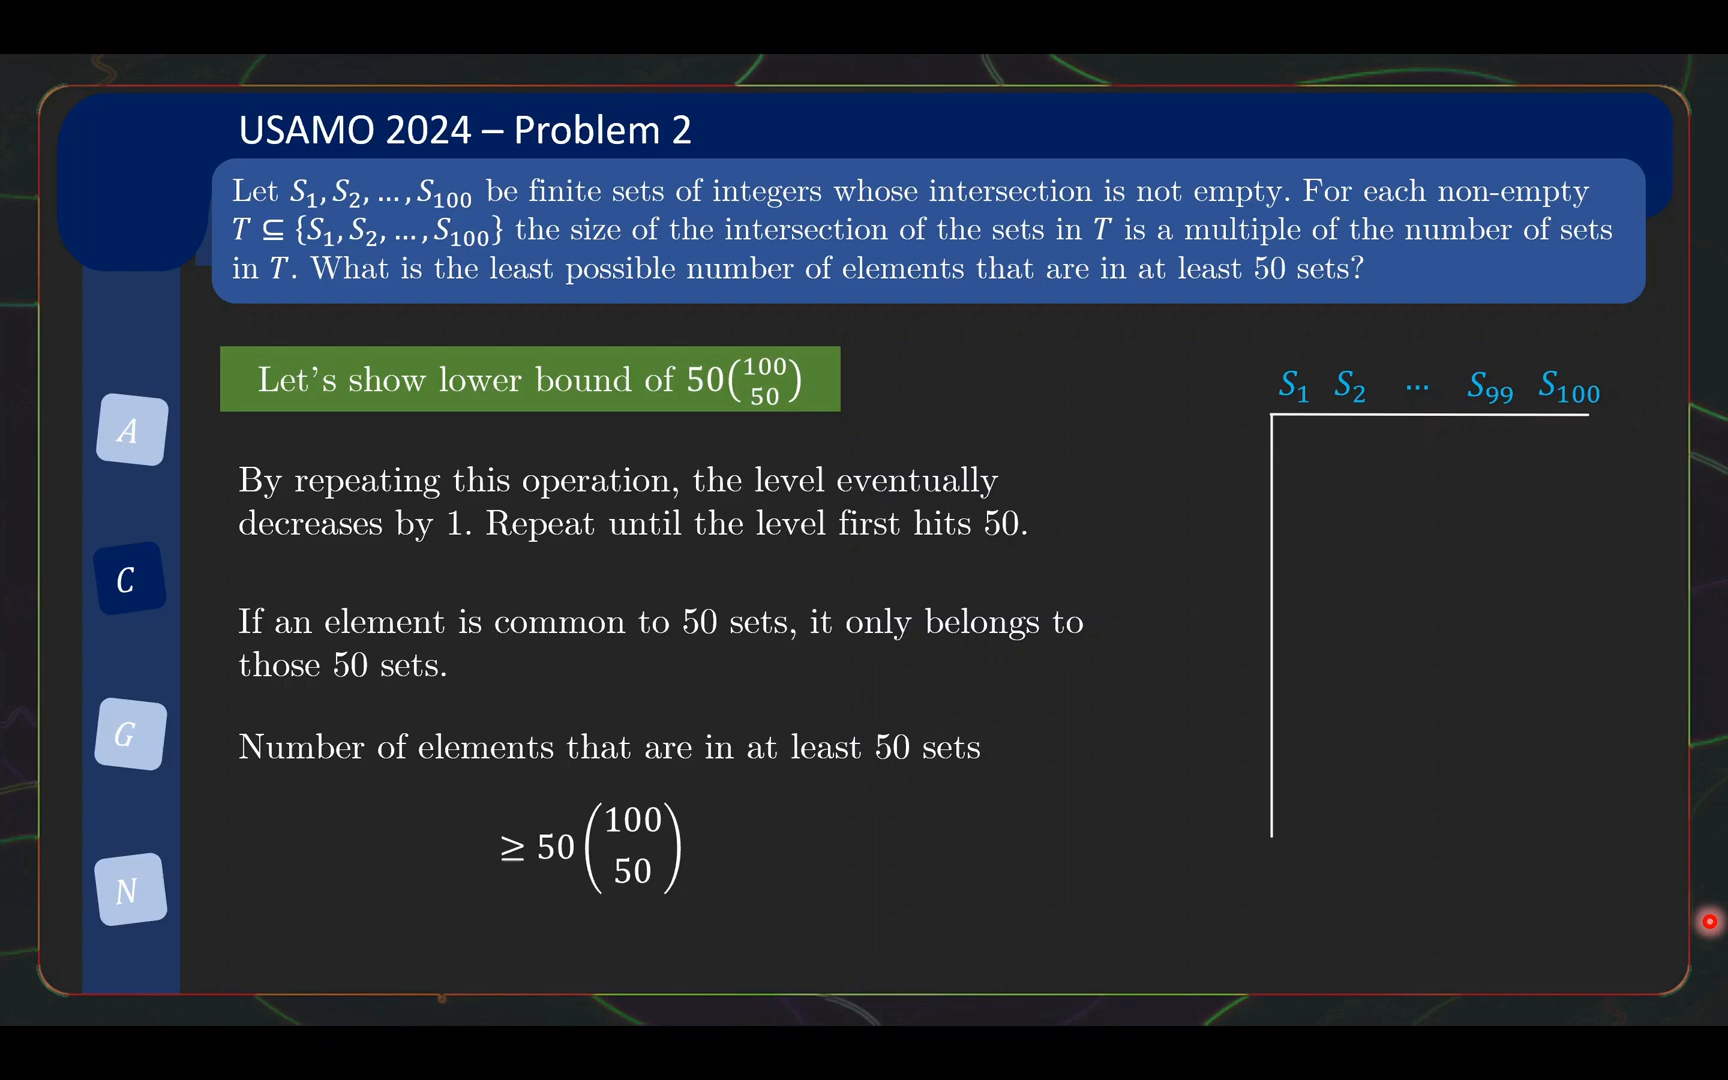 USAMO 2024 – Problem 2
Let S₁, S₂, …, S₁₀₀ be finite sets of integers whose intersection is not empty. For each non-empty
T ⊆ {S₁, S₂, …, S₁₀₀} the size of the intersection of the sets in T is a multiple of the number of sets
in T. What is the least possible number of elements that are in at least 50 sets?
Let's show lower bound of 50(100 50)
S₁ S₂ ⋯ S₉₉ S₁₀₀
A
By repeating this operation, the level eventually
decreases by 1. Repeat until the level first hits 50.
C
If an element is common to 50 sets, it only belongs to
those 50 sets.
G
Number of elements that are in at least 50 sets
≥ 50(100 50)
N